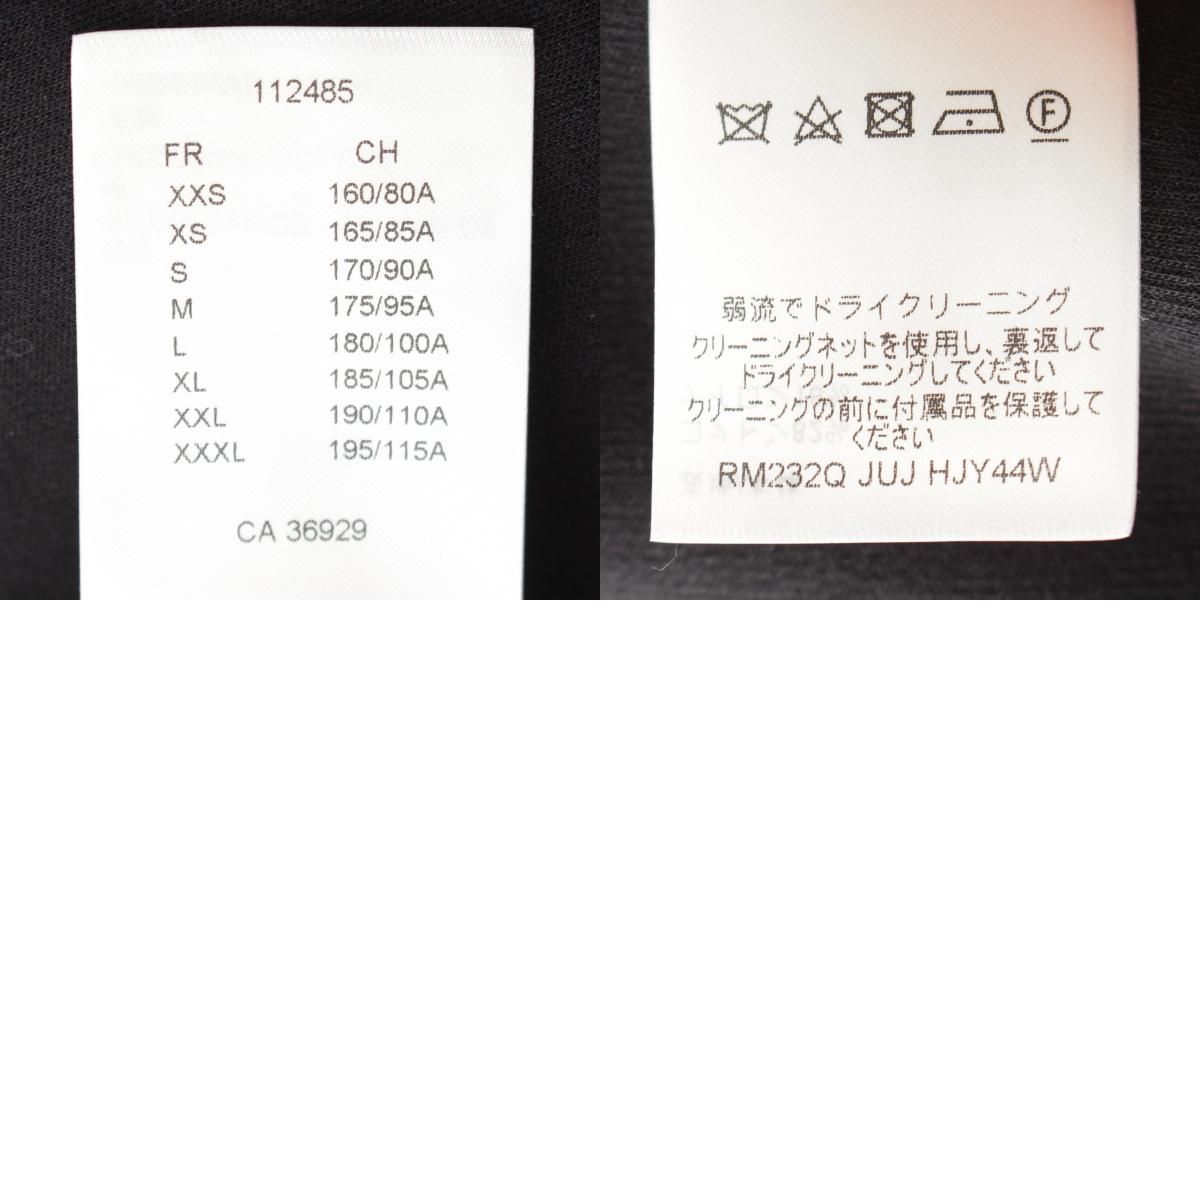 112485
FR CH
XXS 160/80A
XS 165/85A
S 170/90A
M 175/95A
L 180/100A
XL 185/105A
XXL 190/110A
XXXL 195/115A
CA 36929
F
弱流でドライクリーニング
クリーニングネットを使用し、裏返して
ドライクリーニングしてください
クリーニングの前に付属品を保護して
ください
RM232Q JUJ HJY44W